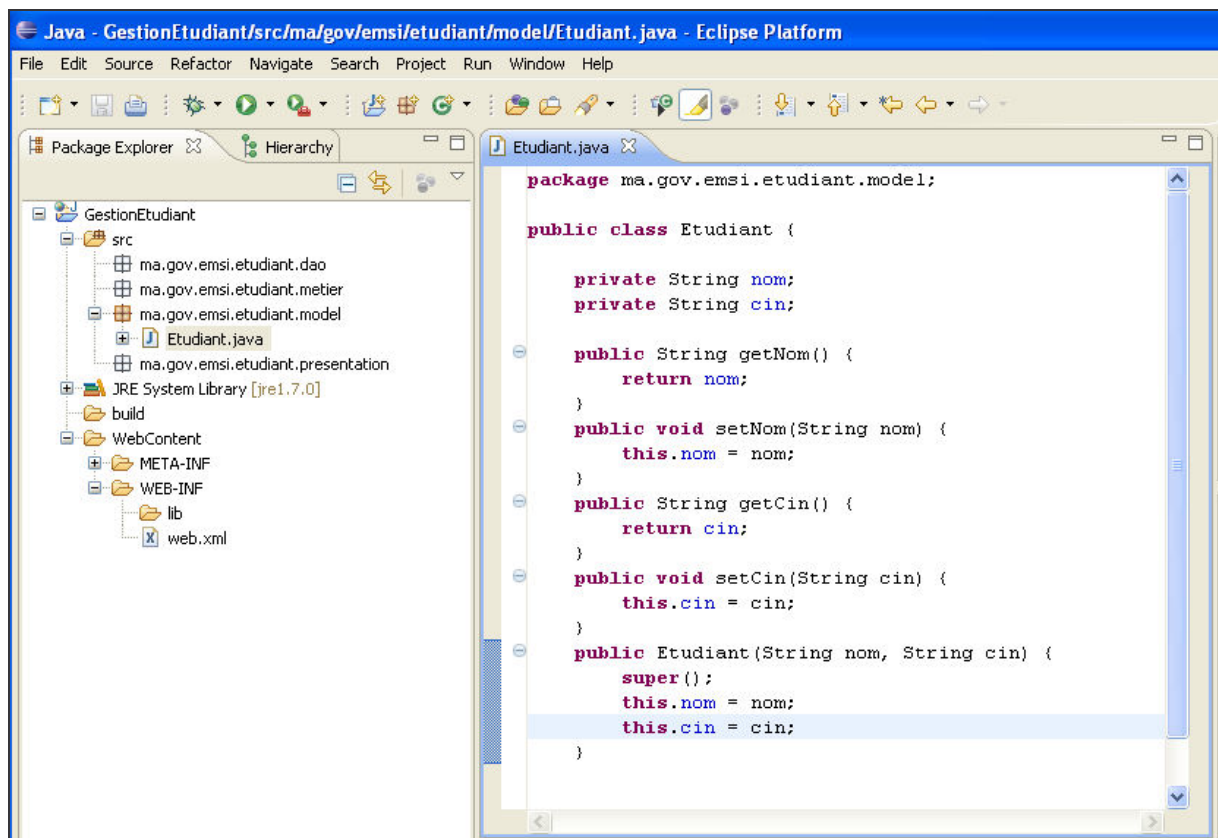 Java - GestionEtudiant/src/ma/gov/emsi/etudiant/model/Etudiant.java - Eclipse Platform
File Edit Source Refactor Navigate Search Project Run Window Help
Package Explorer Hierarchy
GestionEtudiant
src
ma.gov.emsi.etudiant.dao
ma.gov.emsi.etudiant.metier
ma.gov.emsi.etudiant.model
Etudiant.java
ma.gov.emsi.etudiant.presentation
JRE System Library [jre1.7.0]
build
WebContent
META-INF
WEB-INF
lib
web.xml
Etudiant.java
package ma.gov.emsi.etudiant.model;
public class Etudiant {
private String nom;
private String cin;
public String getNom() {
return nom;
}
public void setNom(String nom) {
this.nom = nom;
}
public String getCin() {
return cin;
}
public void setCin(String cin) {
this.cin = cin;
}
public Etudiant(String nom, String cin) {
super();
this.nom = nom;
this.cin = cin;
}